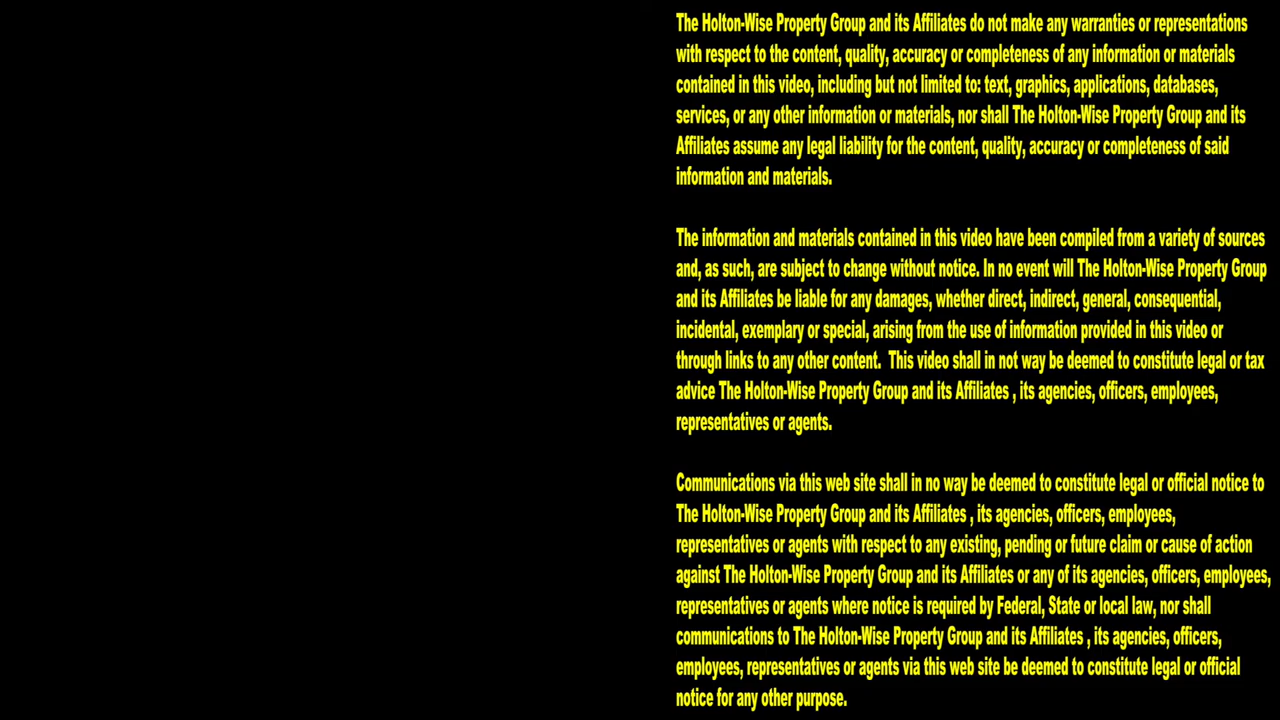 The Holton-Wise Property Group and its Affiliates do not make any warranties or representations
with respect to the content, quality, accuracy or completeness of any information or materials
contained in this video, including but not limited to: text, graphics, applications, databases,
services, or any other information or materials, nor shall The Holton-Wise Property Group and its
Affiliates assume any legal liability for the content, quality, accuracy or completeness of said
information and materials.
The information and materials contained in this video have been compiled from a variety of sources
and, as such, are subject to change without notice. In no event will The Holton-Wise Property Group
and its Affiliates be liable for any damages, whether direct, indirect, general, consequential,
incidental, exemplary or special, arising from the use of information provided in this video or
through links to any other content.  This video shall in not way be deemed to constitute legal or tax
advice The Holton-Wise Property Group and its Affiliates , its agencies, officers, employees,
representatives or agents.
Communications via this web site shall in no way be deemed to constitute legal or official notice to
The Holton-Wise Property Group and its Affiliates , its agencies, officers, employees,
representatives or agents with respect to any existing, pending or future claim or cause of action
against The Holton-Wise Property Group and its Affiliates or any of its agencies, officers, employees,
representatives or agents where notice is required by Federal, State or local law, nor shall
communications to The Holton-Wise Property Group and its Affiliates , its agencies, officers,
employees, representatives or agents via this web site be deemed to constitute legal or official
notice for any other purpose.